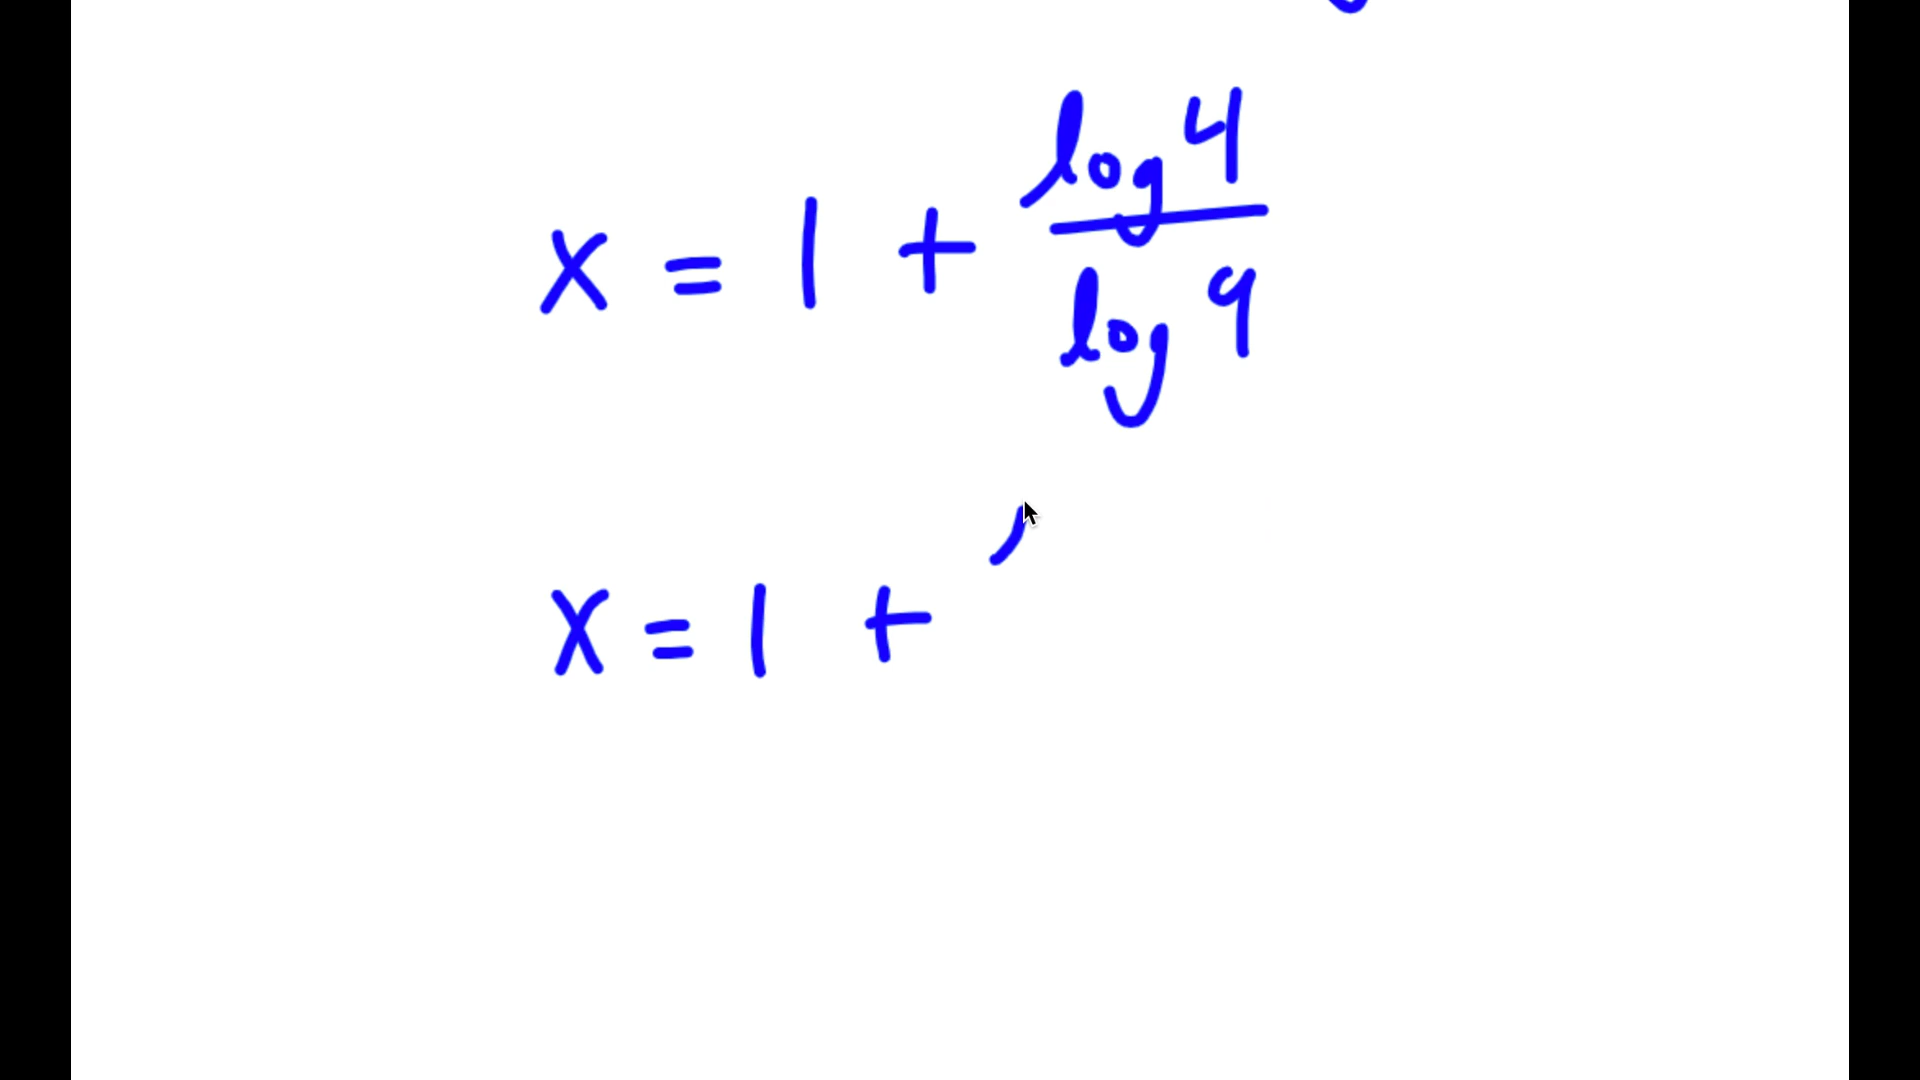 x = 1 + log 4 / log 9
x = 1 +